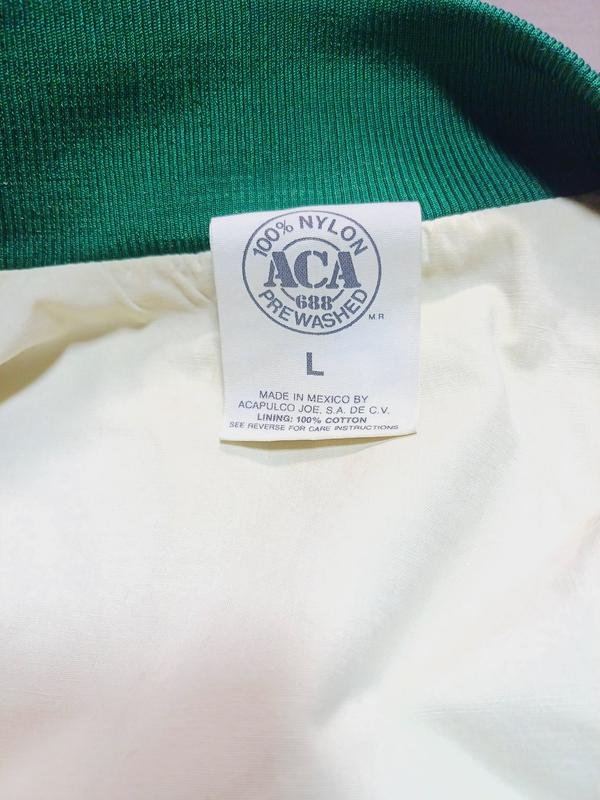 100% NYLON
ACA
688
PREWASHED
M.R
L
MADE IN MEXICO BY
ACAPULCO JOE, S.A. DE C.V.
LINING: 100% COTTON
SEE REVERSE FOR CARE INSTRUCTIONS